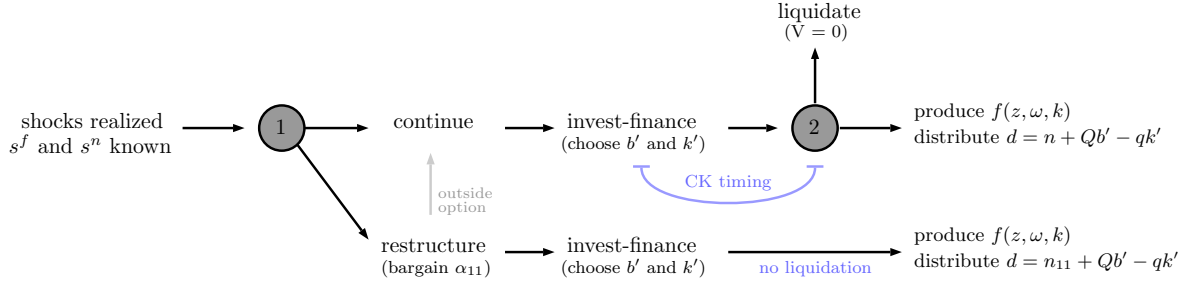 liquidate
(V = 0)
shocks realized
s^f and s^n known
1
continue
invest-finance
(choose b′ and k′)
2
produce f(z, ω, k)
distribute d = n + Qb′ − qk′
CK timing
outside
option
restructure
(bargain α₁₁)
invest-finance
(choose b′ and k′)
no liquidation
produce f(z, ω, k)
distribute d = n₁₁ + Qb′ − qk′